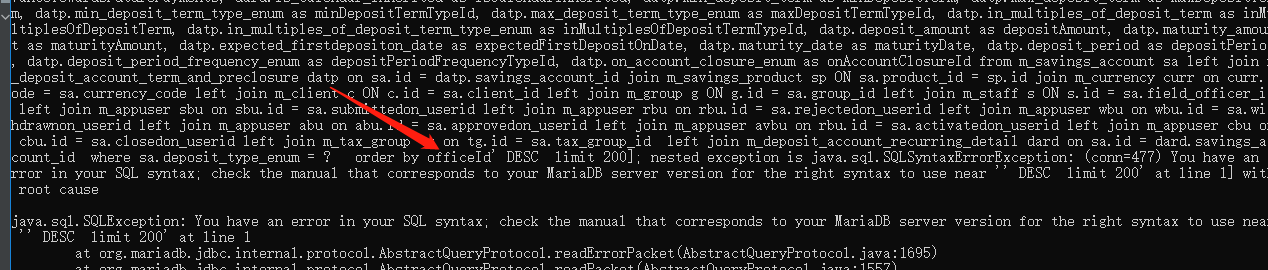 m, datp.min_deposit_term_type_enum as minDepositTermTypeId, datp.max_deposit_term_type_enum as maxDepositTermTypeId, datp.in_multiples_of_deposit_term as inMu
ltiplesOfDepositTerm, datp.in_multiples_of_deposit_term_type_enum as inMultiplesOfDepositTermTypeId, datp.deposit_amount as depositAmount, datp.maturity_amoun
t as maturityAmount, datp.expected_firstdepositon_date as expectedFirstDepositOnDate, datp.maturity_date as maturityDate, datp.deposit_period as depositPerio
, datp.deposit_period_frequency_enum as depositPeriodFrequencyTypeId, datp.on_account_closure_enum as onAccountClosureId from m_savings_account sa left join
_deposit_account_term_and_preclosure datp on sa.id = datp.savings_account_id join m_savings_product sp ON sa.product_id = sp.id join m_currency curr on curr.
ode = sa.currency_code left join m_client c ON c.id = sa.client_id left join m_group g ON g.id = sa.group_id left join m_staff s ON s.id = sa.field_officer_i
left join m_appuser sbu on sbu.id = sa.submittedon_userid left join m_appuser rbu on rbu.id = sa.rejectedon_userid left join m_appuser wbu on wbu.id = sa.wi
hdrawnon_userid left join m_appuser abu on abu.id = sa.approvedon_userid left join m_appuser avbu on rbu.id = sa.activatedon_userid left join m_appuser cbu o
cbu.id = sa.closedon_userid left join m_tax_group on tg.id = sa.tax_group_id left join m_deposit_account_recurring_detail dard on sa.id = dard.savings_a
count_id where sa.deposit_type_enum = ? order by officeId' DESC limit 200]; nested exception is java.sql.SQLSyntaxErrorException: (conn=477) You have an
rror in your SQL syntax; check the manual that corresponds to your MariaDB server version for the right syntax to use near '' DESC limit 200' at line 1] wit
root cause
java.sql.SQLException: You have an error in your SQL syntax; check the manual that corresponds to your MariaDB server version for the right syntax to use nea
'' DESC limit 200' at line 1
at org.mariadb.jdbc.internal.protocol.AbstractQueryProtocol.readErrorPacket(AbstractQueryProtocol.java:1695)
at org.mariadb.jdbc.internal.protocol.AbstractQueryProtocol.readPacket(AbstractQueryProtocol.java:1557)